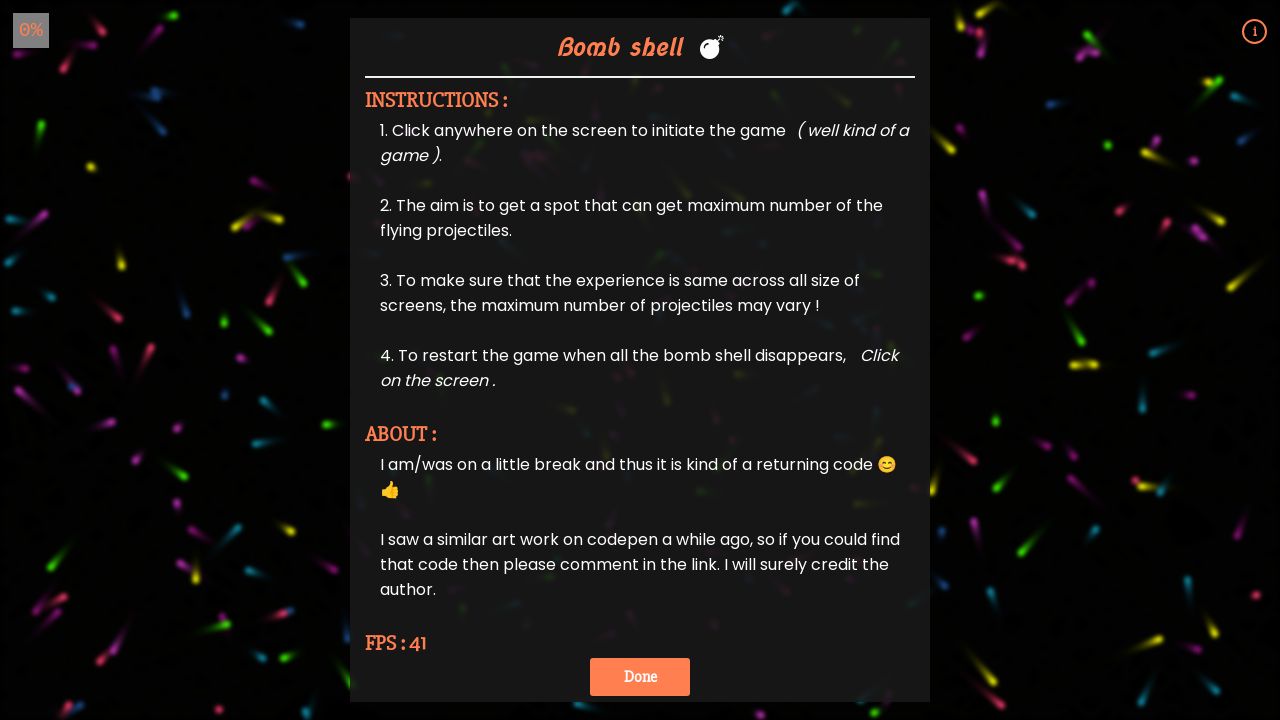 0%
i
Bomb shell 💣
INSTRUCTIONS :
1. Click anywhere on the screen to initiate the game ( well kind of a
game ).
2. The aim is to get a spot that can get maximum number of the
flying projectiles.
3. To make sure that the experience is same across all size of
screens, the maximum number of projectiles may vary !
4. To restart the game when all the bomb shell disappears, Click
on the screen .
ABOUT :
I am/was on a little break and thus it is kind of a returning code 😊
👍
I saw a similar art work on codepen a while ago, so if you could find
that code then please comment in the link. I will surely credit the
author.
FPS : 41
Done